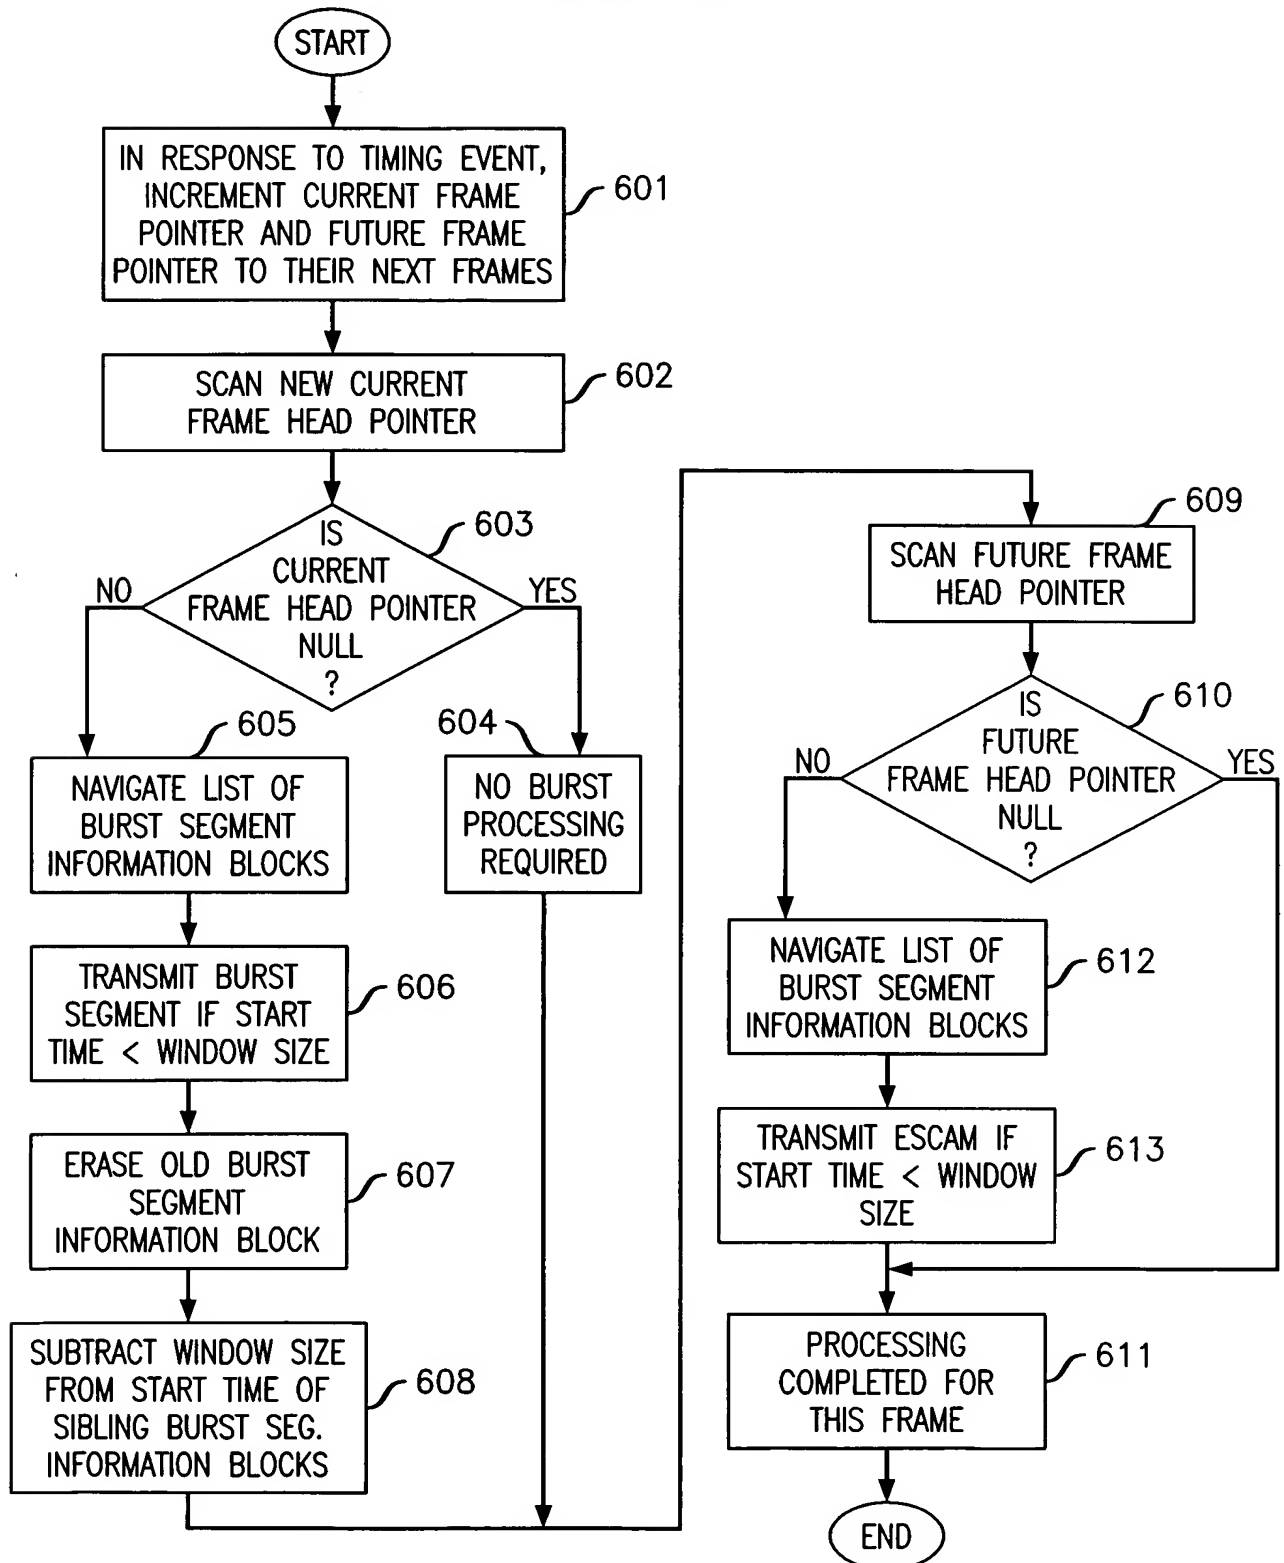 START
IN RESPONSE TO TIMING EVENT,
INCREMENT CURRENT FRAME
POINTER AND FUTURE FRAME
POINTER TO THEIR NEXT FRAMES
601
SCAN NEW CURRENT
FRAME HEAD POINTER
602
IS
CURRENT
FRAME HEAD POINTER
NULL
?
603
NO
YES
605
NAVIGATE LIST OF
BURST SEGMENT
INFORMATION BLOCKS
604
NO BURST
PROCESSING
REQUIRED
TRANSMIT BURST
SEGMENT IF START
TIME < WINDOW SIZE
606
ERASE OLD BURST
SEGMENT
INFORMATION BLOCK
607
SUBTRACT WINDOW SIZE
FROM START TIME OF
SIBLING BURST SEG.
INFORMATION BLOCKS
608
609
SCAN FUTURE FRAME
HEAD POINTER
IS
FUTURE
FRAME HEAD POINTER
NULL
?
610
NO
YES
NAVIGATE LIST OF
BURST SEGMENT
INFORMATION BLOCKS
612
TRANSMIT ESCAM IF
START TIME < WINDOW
SIZE
613
PROCESSING
COMPLETED FOR
THIS FRAME
611
END